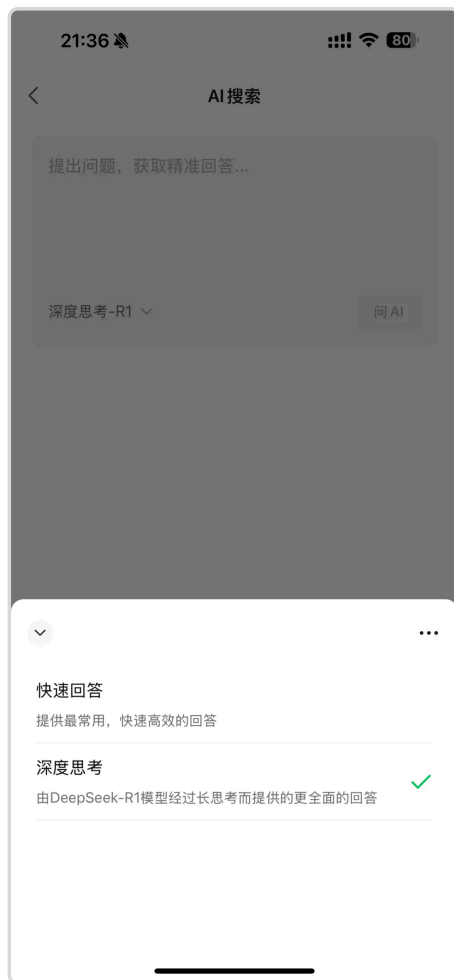 21:36
80
AI搜索
提出问题，获取精准回答...
深度思考-R1
问 AI
快速回答
提供最常用，快速高效的回答
深度思考
由DeepSeek-R1模型经过长思考而提供的更全面的回答